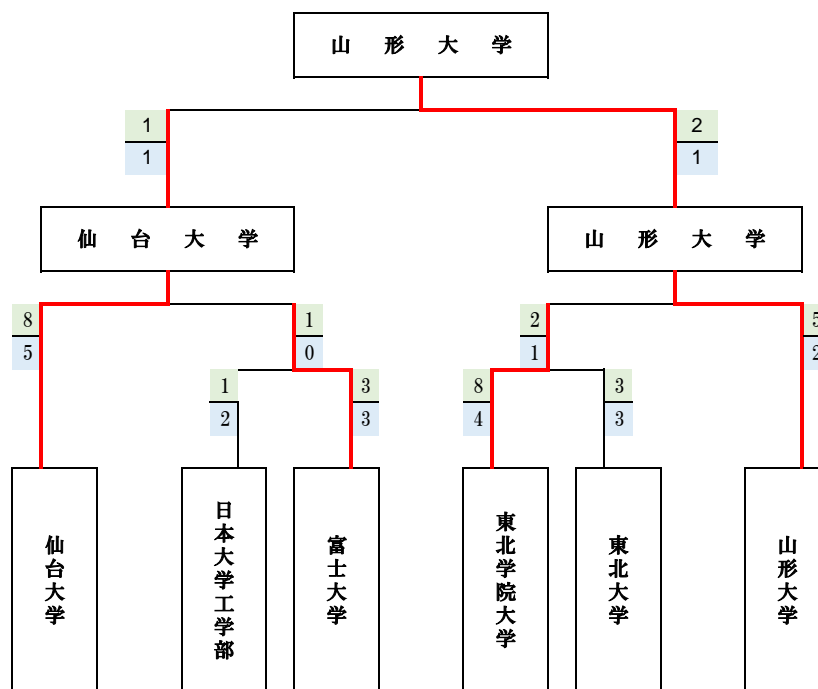 山形大学
1 2
1 1
仙台大学 山形大学
8 1 2 5
5 0 1 2
1 3 8 3
2 3 4 3
仙台大学
日本大学工学部
富士大学
東北学院大学
東北大学
山形大学